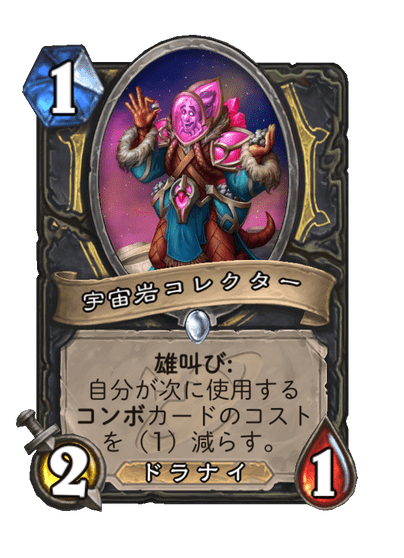 1
宇宙岩コレクター
雄叫び:
自分が次に使用する
コンボカードのコスト
を（1）減らす。
ドラナイ
2
1